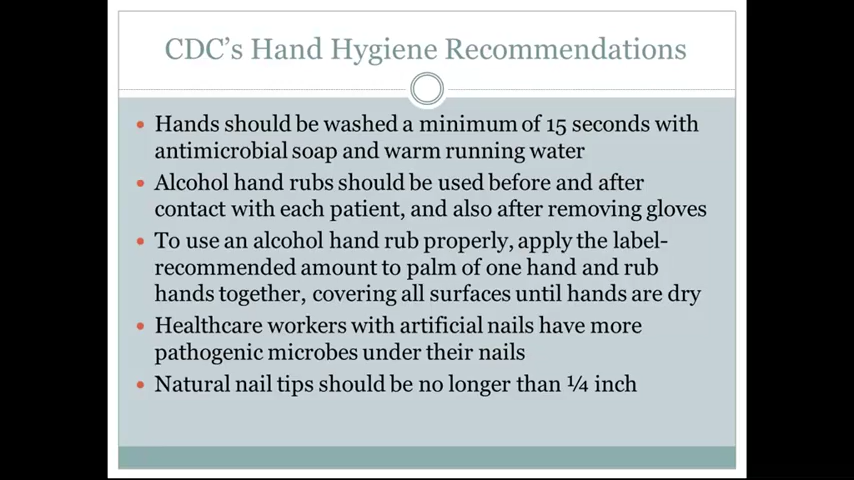 CDC’s Hand Hygiene Recommendations
• Hands should be washed a minimum of 15 seconds with
antimicrobial soap and warm running water
• Alcohol hand rubs should be used before and after
contact with each patient, and also after removing gloves
• To use an alcohol hand rub properly, apply the label-
recommended amount to palm of one hand and rub
hands together, covering all surfaces until hands are dry
• Healthcare workers with artificial nails have more
pathogenic microbes under their nails
• Natural nail tips should be no longer than ¼ inch